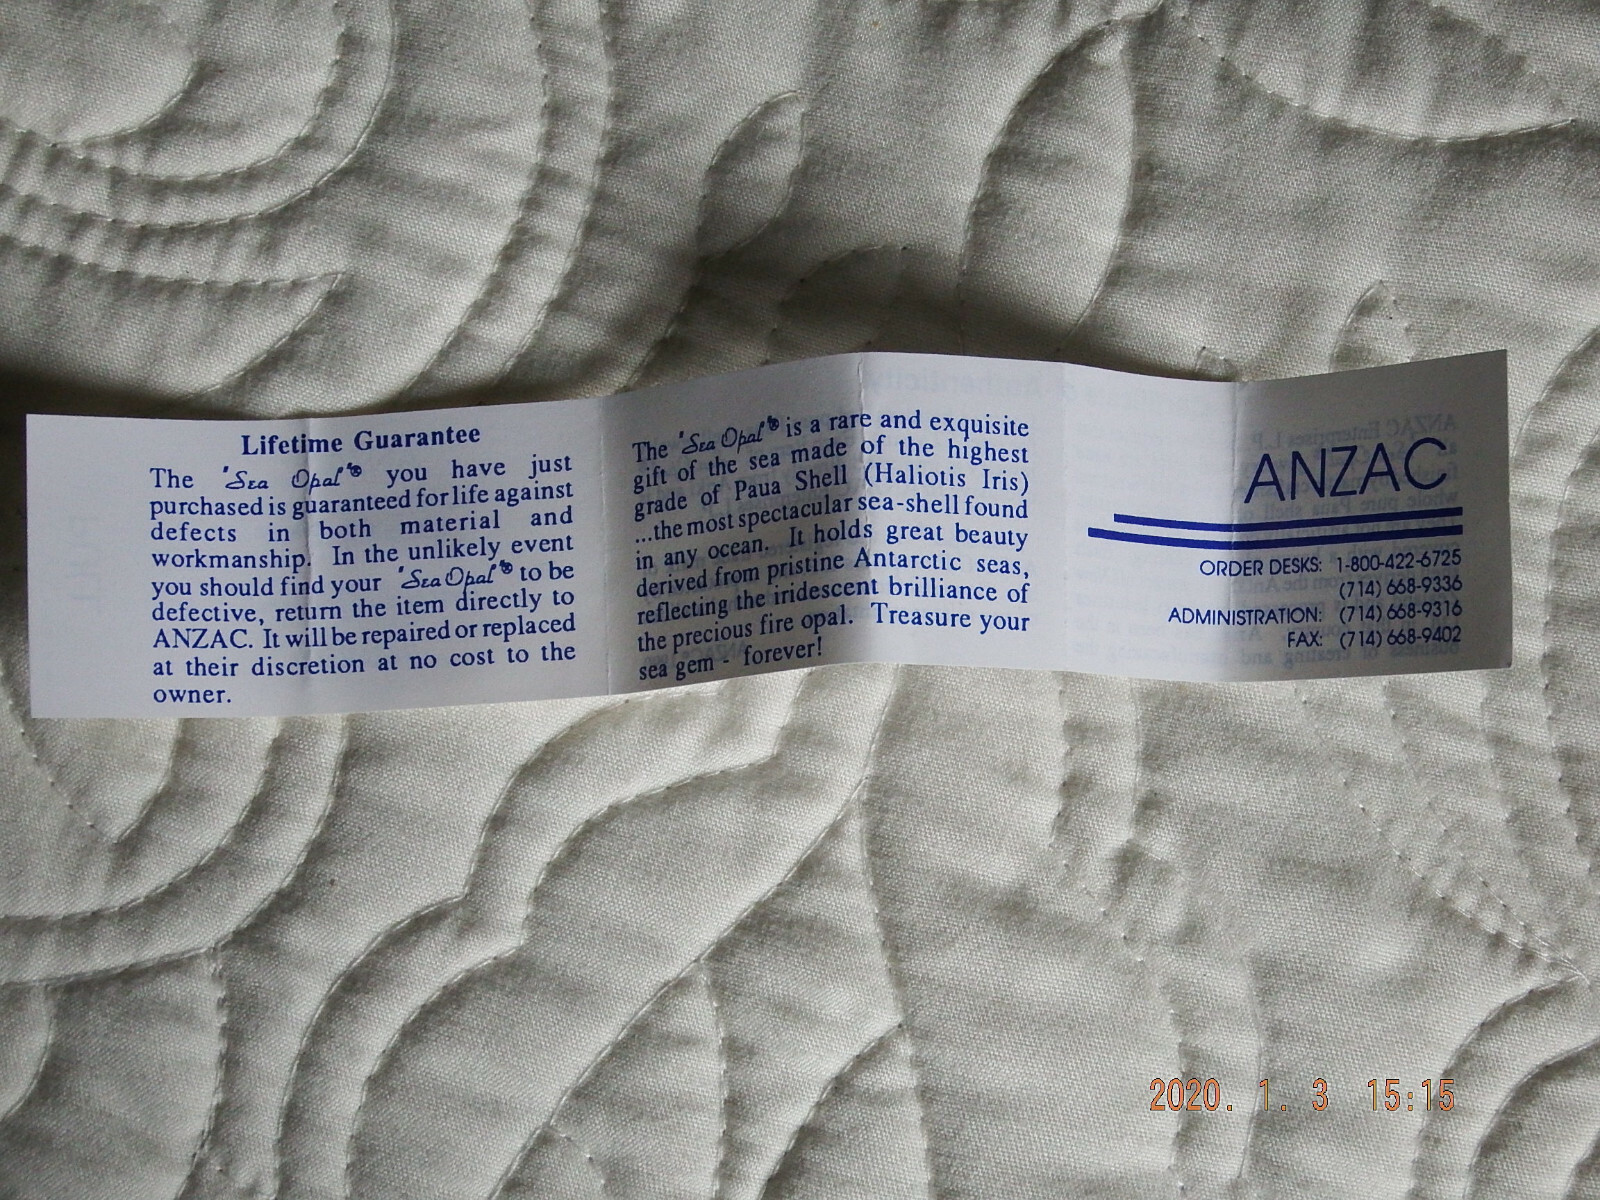 Lifetime Guarantee
The "Sea Opal"® you have just
purchased is guaranteed for life against
defects in both material and
workmanship. In the unlikely event
you should find your "Sea Opal"® to be
defective, return the item directly to
ANZAC. It will be repaired or replaced
at their discretion at no cost to the
owner.
The "Sea Opal"® is a rare and exquisite
gift of the sea made of the highest
grade of Paua Shell (Haliotis Iris)
...the most spectacular sea-shell found
in any ocean. It holds great beauty
derived from pristine Antarctic seas,
reflecting the iridescent brilliance of
the precious fire opal. Treasure your
sea gem - forever!
ANZAC
ORDER DESKS: 1-800-422-6725
(714) 668-9336
ADMINISTRATION: (714) 668-9316
FAX: (714) 668-9402
2020. 1. 3 15:15